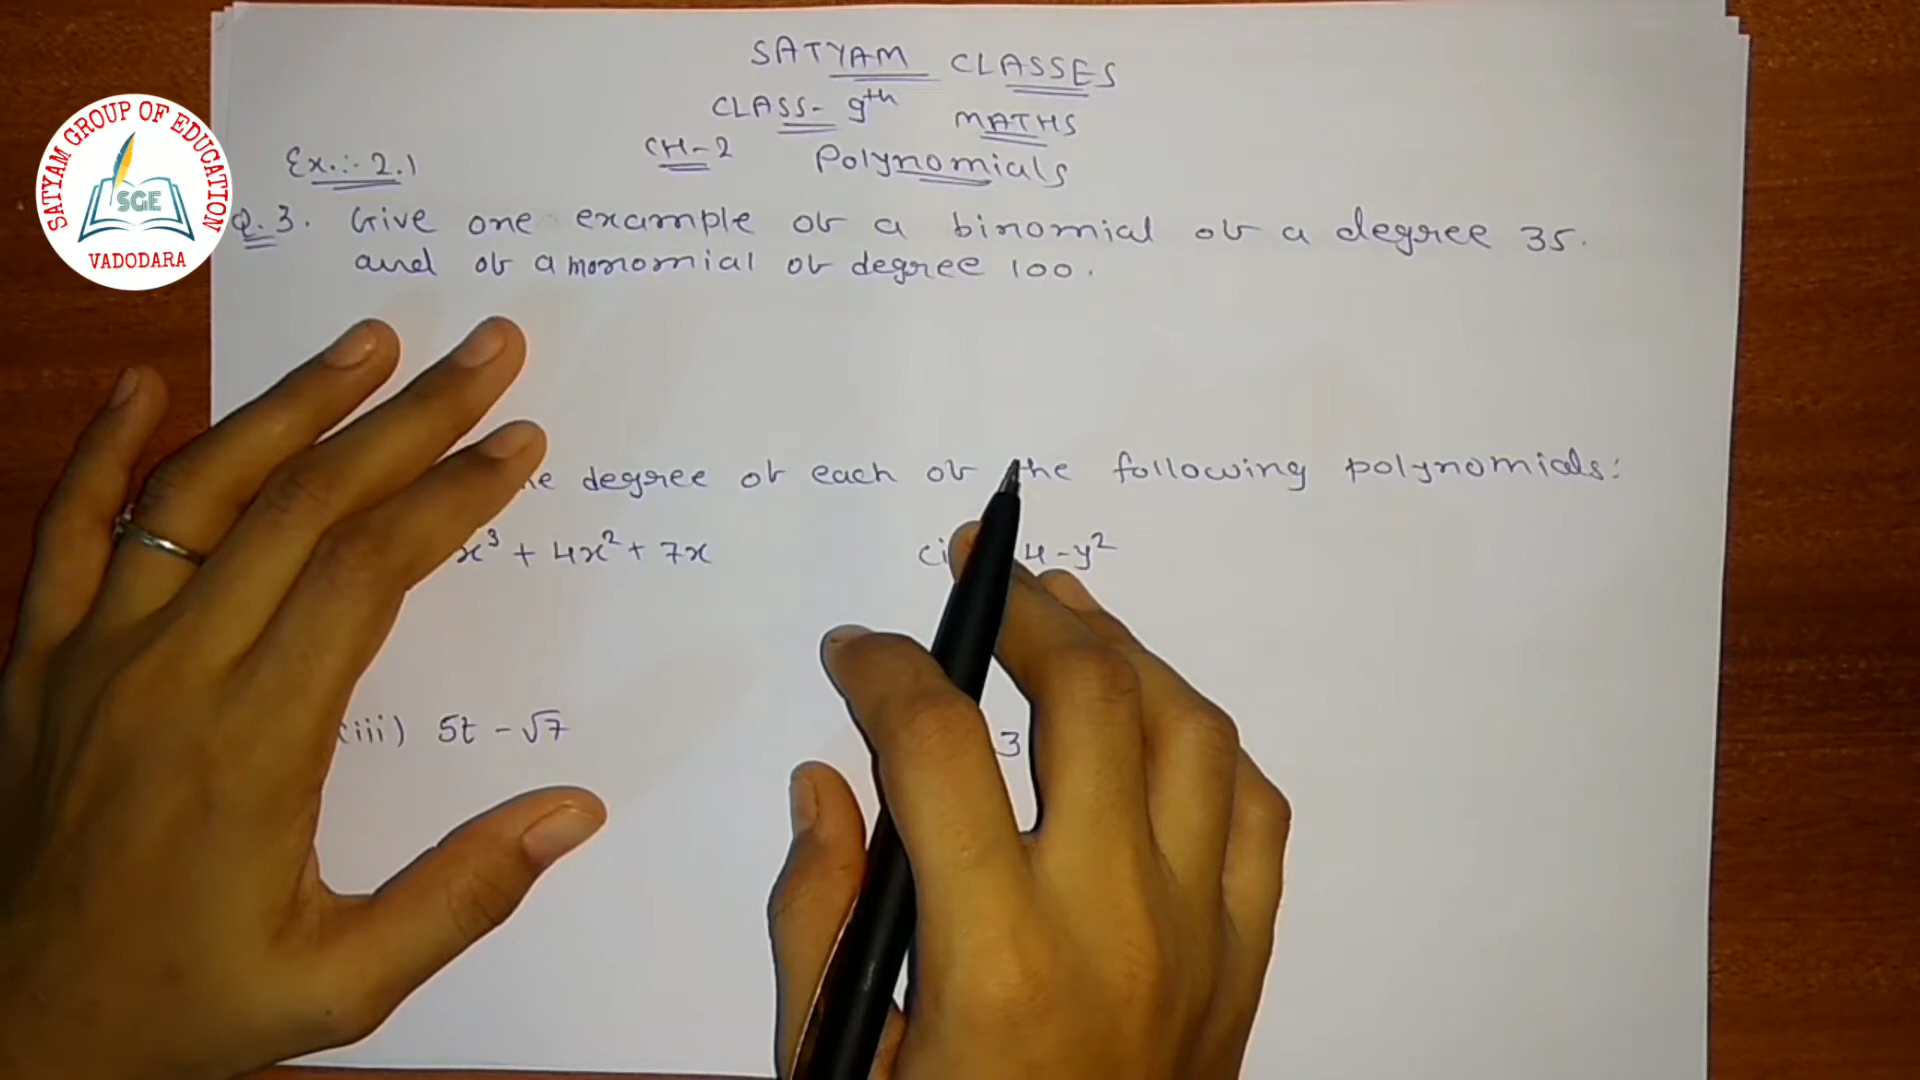 SATYAM CLASSES
CLASS- 9th MATHS
CH-2 Polynomials
Ex.:- 2.1
Q.3. Give one example of a binomial of a degree 35.
and of a monomial of degree 100.
degree of each of the following polynomials:
x³ + 4x² + 7x 4-y²
(iii) 5t - √7 3
SATYAM GROUP OF EDUCATION
SGE
VADODARA